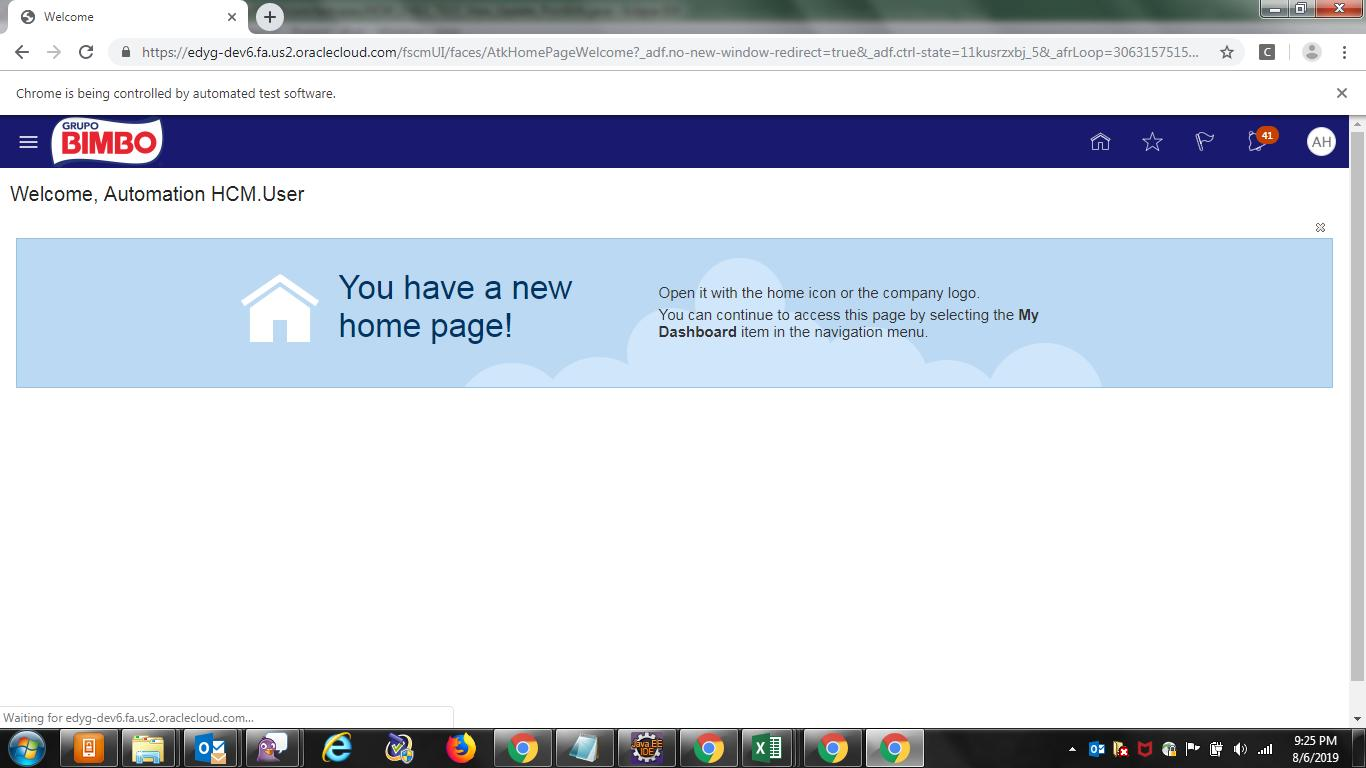 Welcome
https://edyg-dev6.fa.us2.oraclecloud.com/fscmUI/faces/AtkHomePageWelcome?_adf.no-new-window-redirect=true&_adf.ctrl-state=11kusrzxbj_5&_afrLoop=3063157515...
C
Chrome is being controlled by automated test software.
GRUPO
BIMBO
41
AH
Welcome, Automation HCM.User
You have a new
home page!
Open it with the home icon or the company logo.
You can continue to access this page by selecting the My
Dashboard item in the navigation menu.
Waiting for edyg-dev6.fa.us2.oraclecloud.com...
Java EE
IDE
9:25 PM
8/6/2019